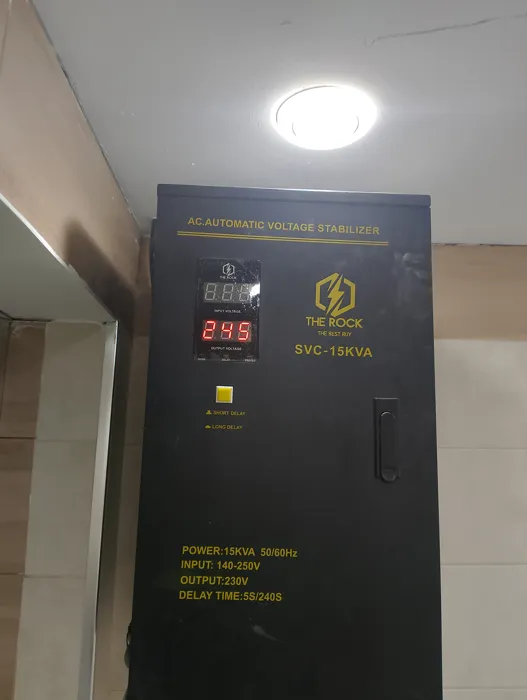 AC.AUTOMATIC VOLTAGE STABILIZER
THE ROCK
INPUT VOLTAGE
245
OUTPUT VOLTAGE
THE ROCK
THE BEST BUY
SVC-15KVA
SHORT DELAY
LONG DELAY
POWER:15KVA 50/60Hz
INPUT: 140-250V
OUTPUT:230V
DELAY TIME:5S/240S